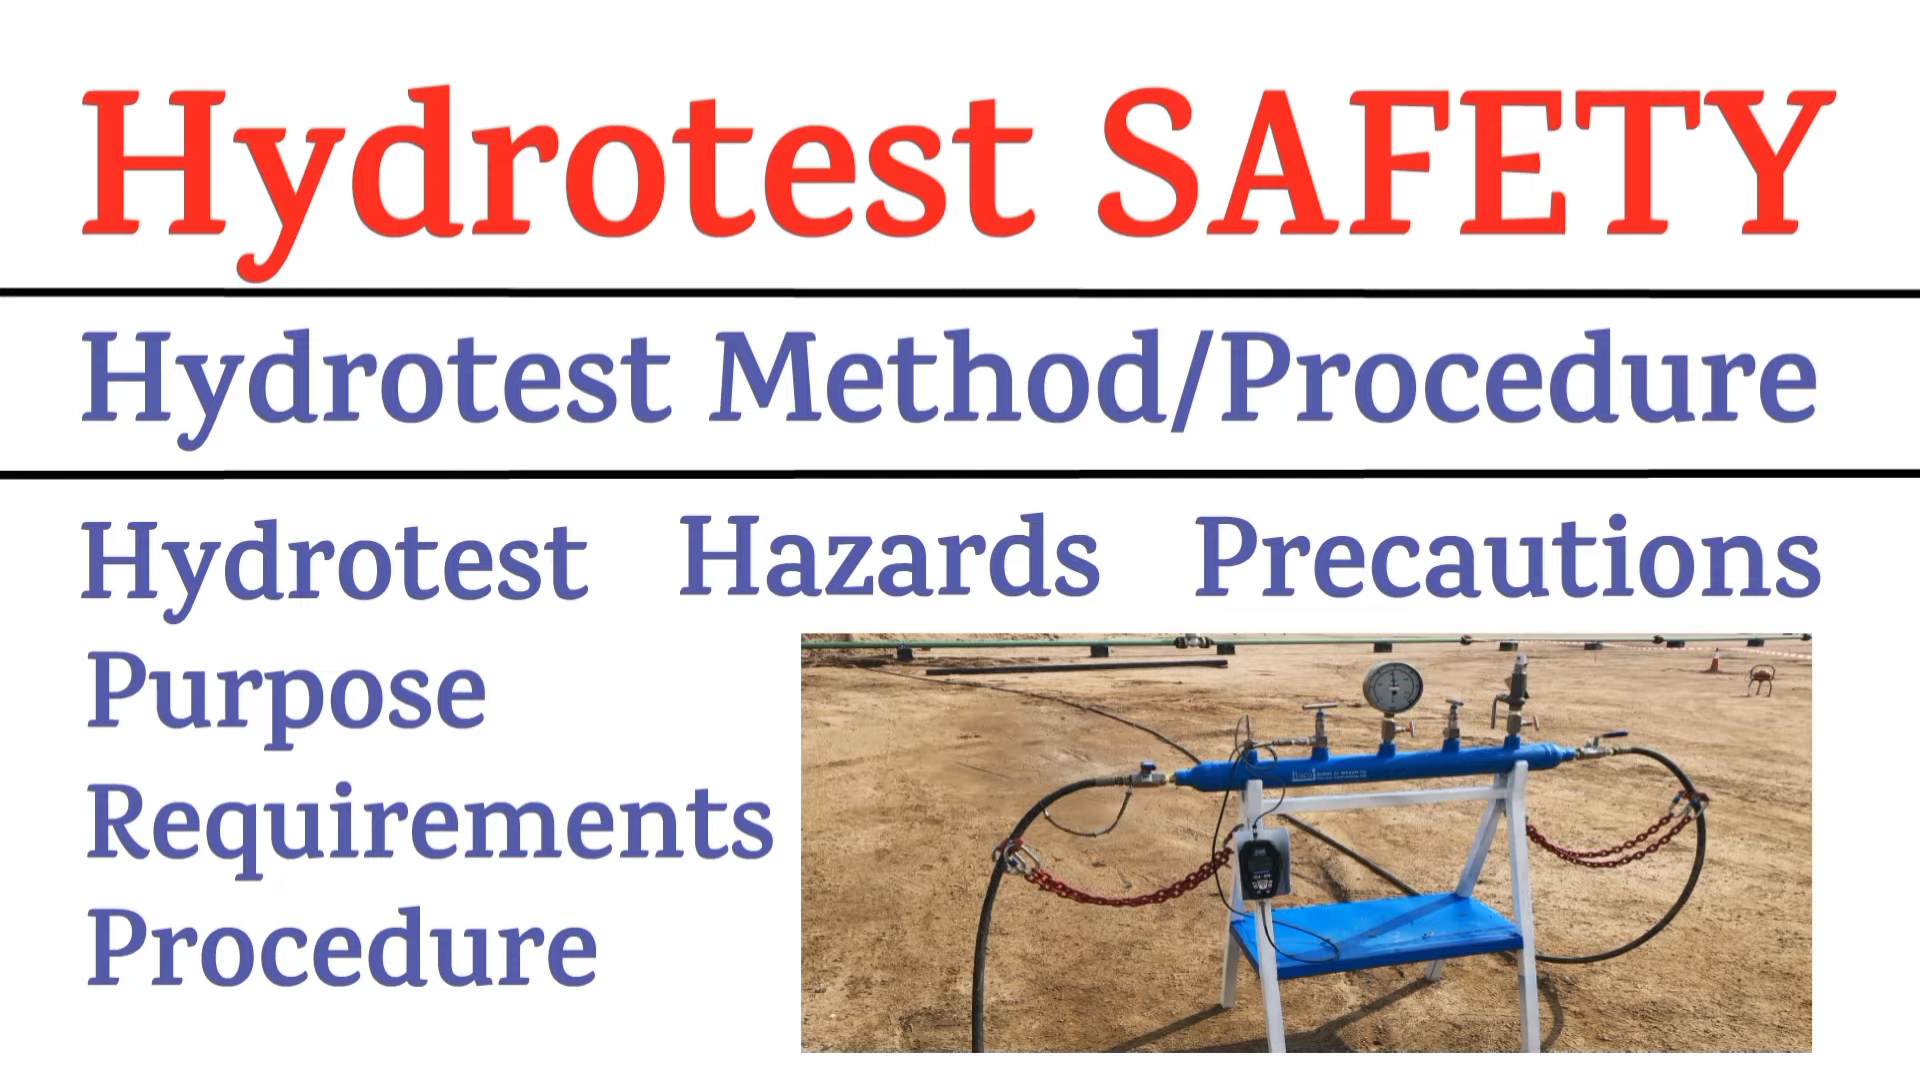 Hydrotest SAFETY
Hydrotest Method/Procedure
Hydrotest Hazards Precautions
Purpose
Requirements
Procedure